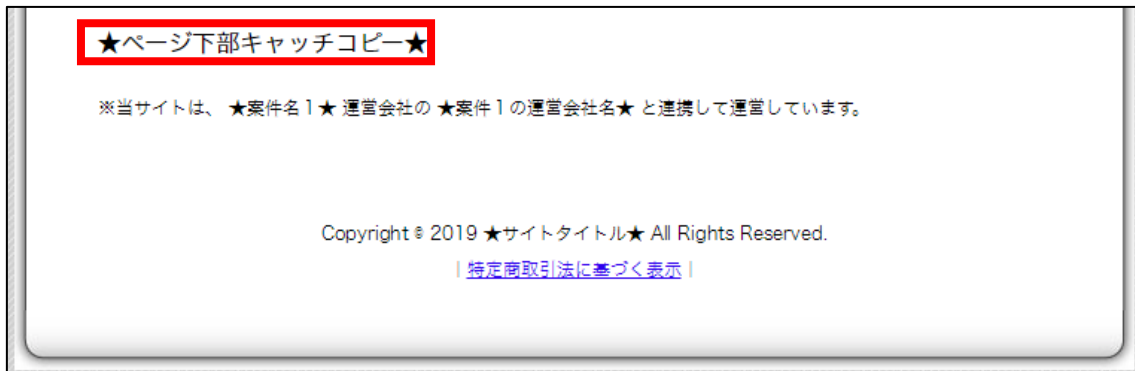 ★ページ下部キャッチコピー★
※当サイトは、 ★案件名1★ 運営会社の ★案件1の運営会社名★ と連携して運営しています。
Copyright © 2019 ★サイトタイトル★ All Rights Reserved.
| 特定商取引法に基づく表示 |